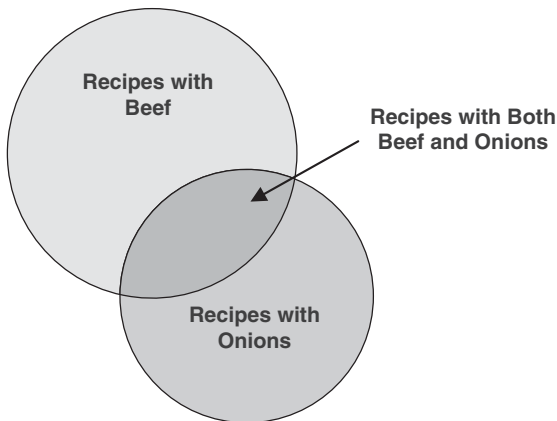 Recipes with
Beef
Recipes with Both
Beef and Onions
Recipes with
Onions